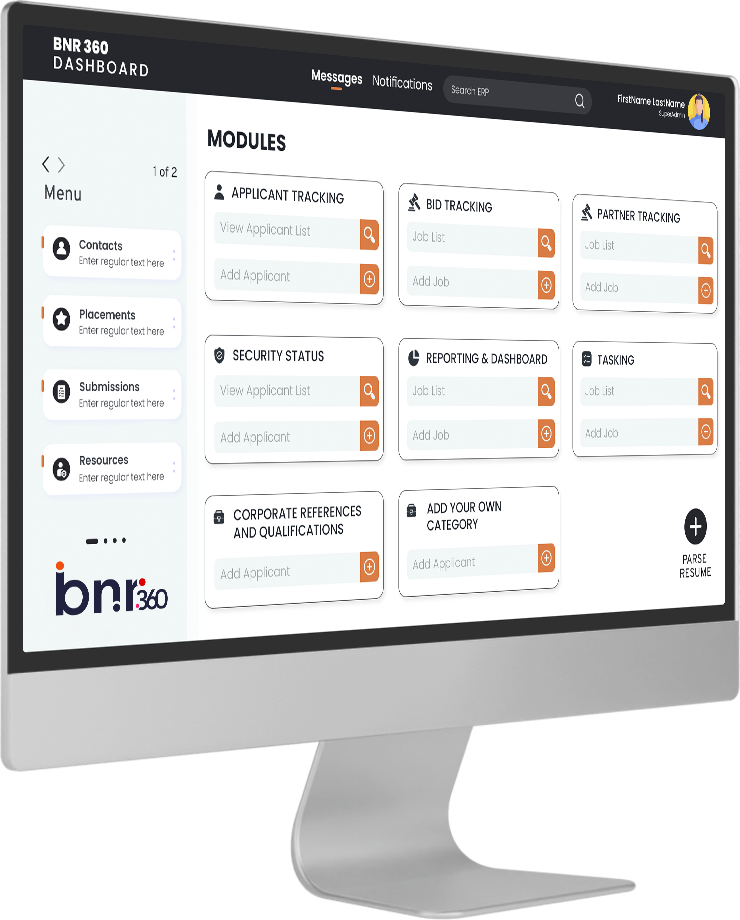 BNR 360
DASHBOARD
Messages
Notifications
Search ERP
FirstName LastName
SuperAdmin
1 of 2
Menu
Contacts
Enter regular text here
Placements
Enter regular text here
Submissions
Enter regular text here
Resources
Enter regular text here
bnr:360
MODULES
APPLICANT TRACKING
View Applicant List
Add Applicant
BID TRACKING
Job List
Add Job
PARTNER TRACKING
Job List
Add Job
SECURITY STATUS
View Applicant List
Add Applicant
REPORTING & DASHBOARD
Job List
Add Job
TASKING
Job List
Add Job
CORPORATE REFERENCES
AND QUALIFICATIONS
Add Applicant
ADD YOUR OWN
CATEGORY
Add Applicant
PARSE
RESUME